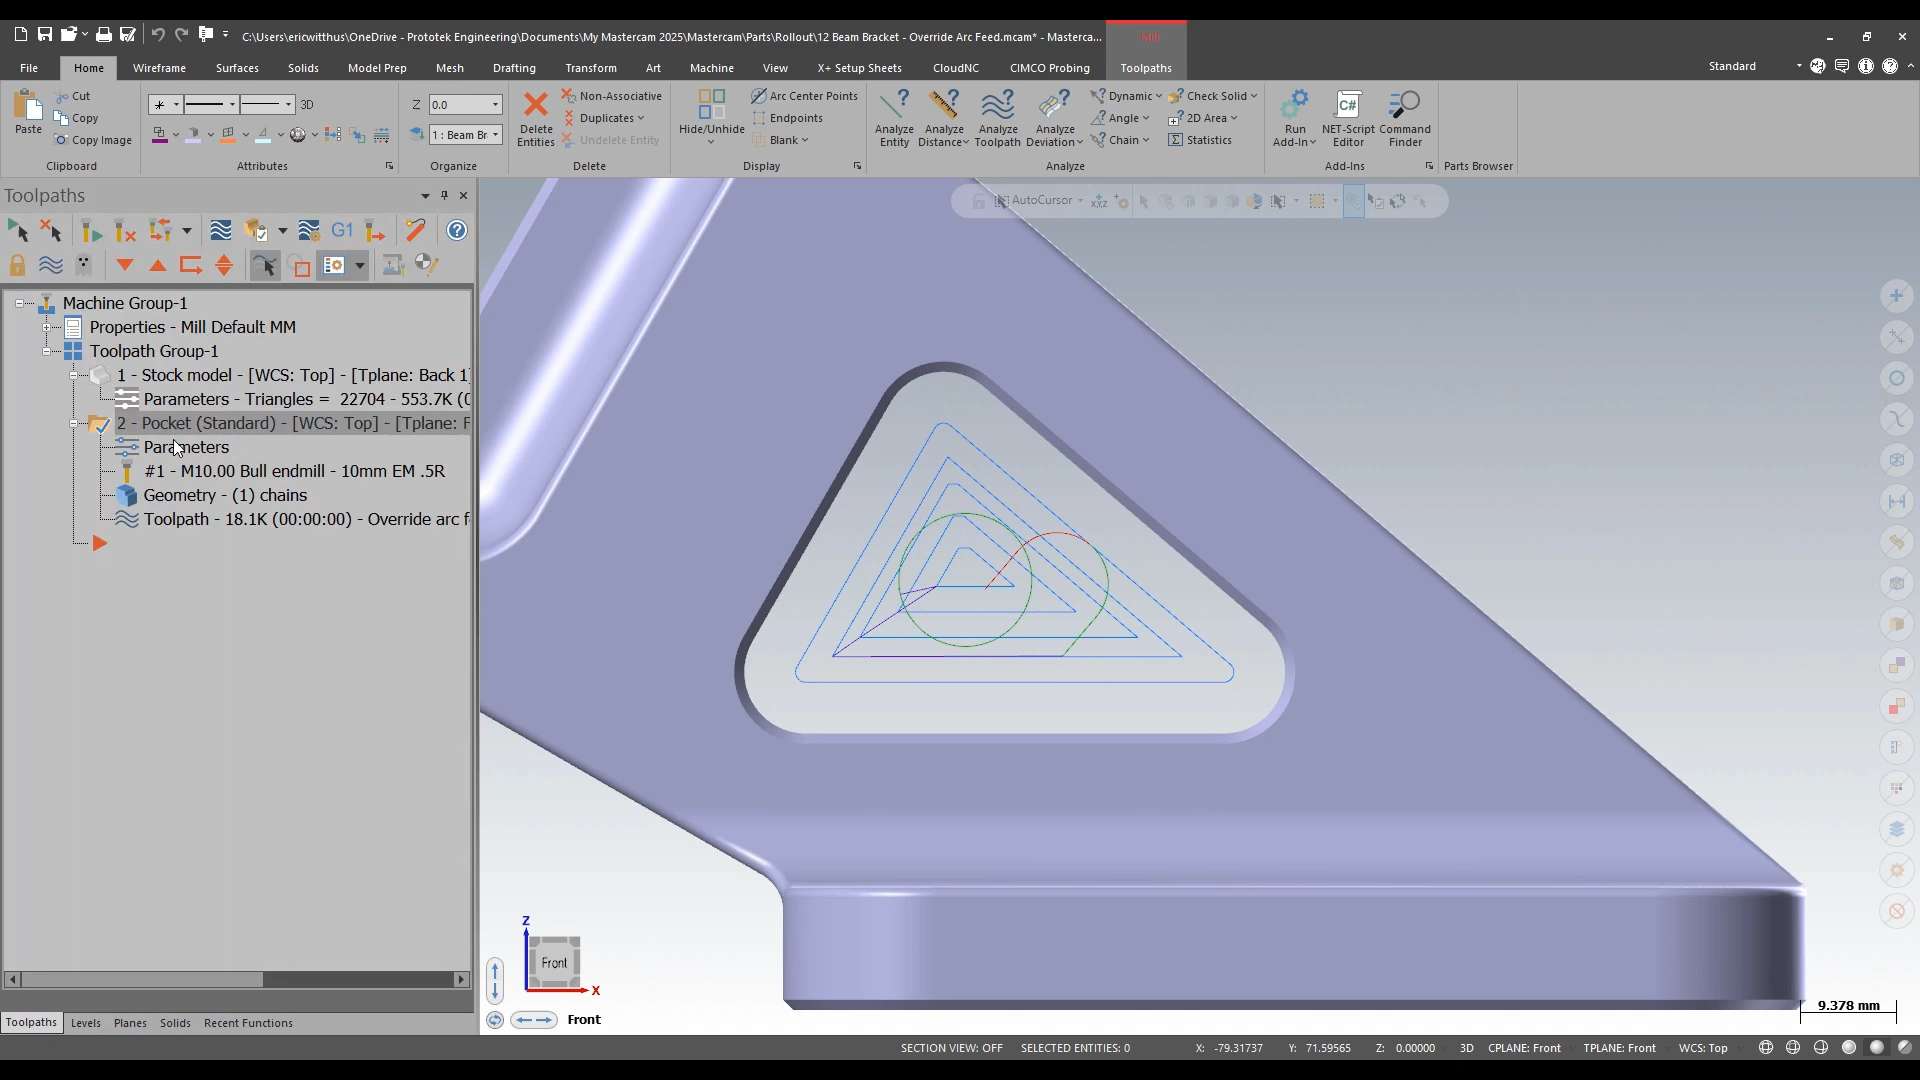 C:\Users\ericwitthus\OneDrive - Prototek Engineering\Documents\My Mastercam 2025\Mastercam\Parts\Rollout\12 Beam Bracket - Override Arc Feed.mcam* - Masterca...
Mill
File Home Wireframe Surfaces Solids Model Prep Mesh Drafting Transform Art Machine View X+ Setup Sheets CloudNC CIMCO Probing Toolpaths Standard
Paste
Cut
Copy
Copy Image
Clipboard
3D
Attributes
Z 0.0
1 : Beam Br
Organize
Delete
Entities
Non-Associative
Duplicates
Undelete Entity
Delete
Hide/Unhide
Arc Center Points
Endpoints
Blank
Display
Analyze
Entity
Analyze
Distance
Analyze
Toolpath
Analyze
Deviation
Dynamic
Angle
Chain
Check Solid
2D Area
Statistics
Analyze
Run
Add-In
NET-Script
Editor
C#
Command
Finder
Add-Ins
Parts Browser
Toolpaths
G1
AutoCursor
XYZ
Machine Group-1
Properties - Mill Default MM
Toolpath Group-1
1 - Stock model - [WCS: Top] - [Tplane: Back 1]
Parameters - Triangles = 22704 - 553.7K (0
2 - Pocket (Standard) - [WCS: Top] - [Tplane: F
Parameters
#1 - M10.00 Bull endmill - 10mm EM .5R
Geometry - (1) chains
Toolpath - 18.1K (00:00:00) - Override arc f
Z
Front
X
Front
9.378 mm
Toolpaths Levels Planes Solids Recent Functions
SECTION VIEW: OFF SELECTED ENTITIES: 0 X: -79.31737 Y: 71.59565 Z: 0.00000 3D CPLANE: Front TPLANE: Front WCS: Top